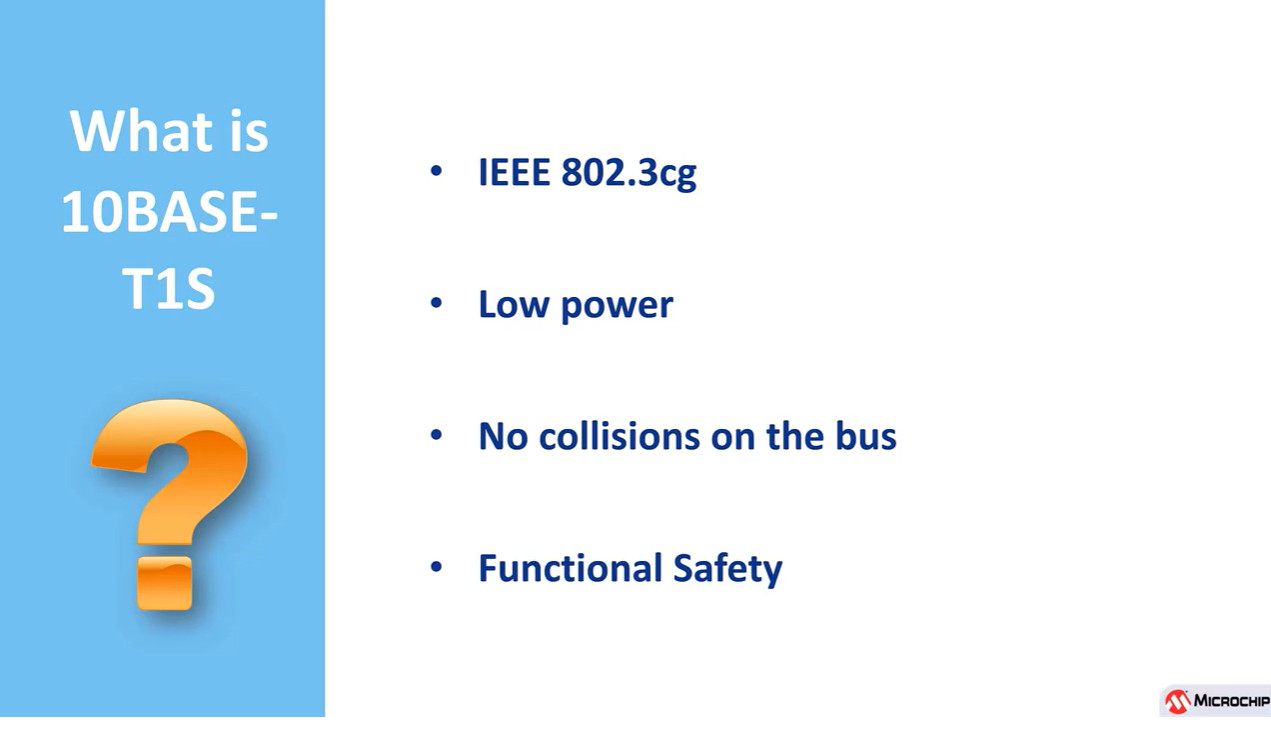 What is
10BASE-
T1S
• IEEE 802.3cg
• Low power
• No collisions on the bus
• Functional Safety
MICROCHIP